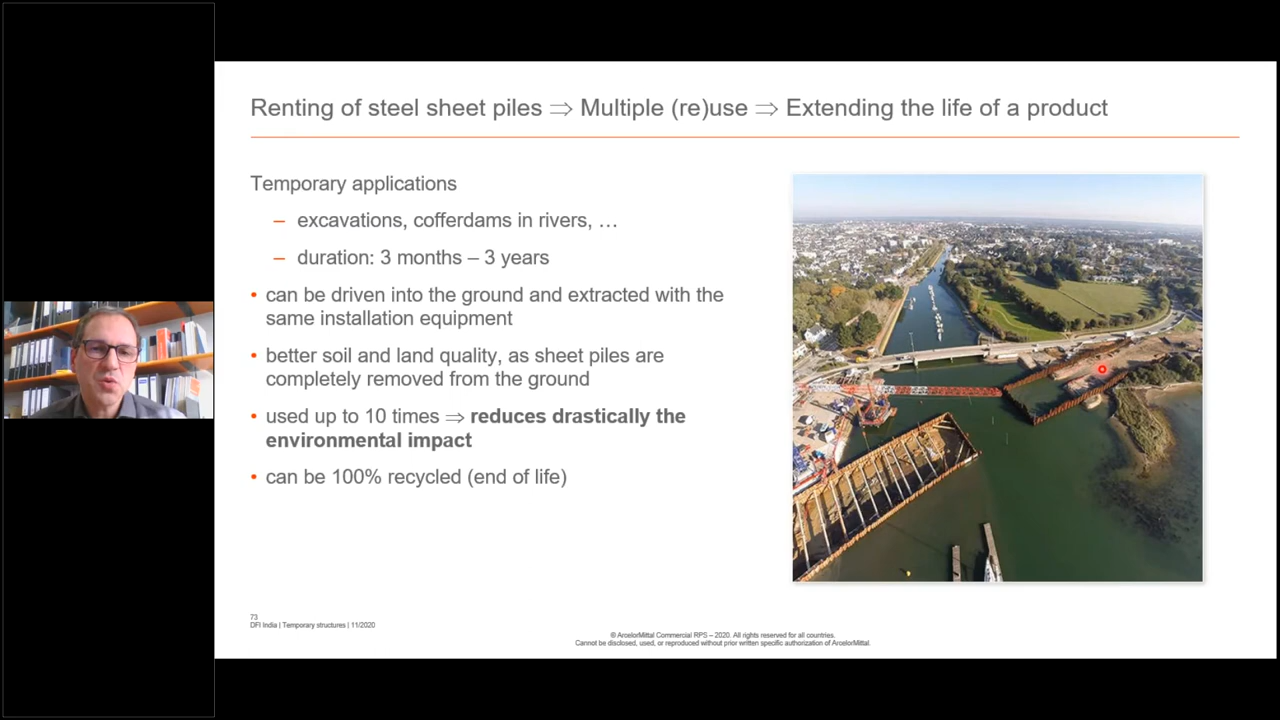 Renting of steel sheet piles ⇒ Multiple (re)use ⇒ Extending the life of a product
Temporary applications
– excavations, cofferdams in rivers, …
– duration: 3 months – 3 years
• can be driven into the ground and extracted with the
same installation equipment
• better soil and land quality, as sheet piles are
completely removed from the ground
• used up to 10 times ⇒ reduces drastically the
environmental impact
• can be 100% recycled (end of life)
73
DFI India | Temporary structures | 11/2020
© ArcelorMittal Commercial RPS – 2020. All rights reserved for all countries.
Cannot be disclosed, used, or reproduced without prior written specific authorization of ArcelorMittal.